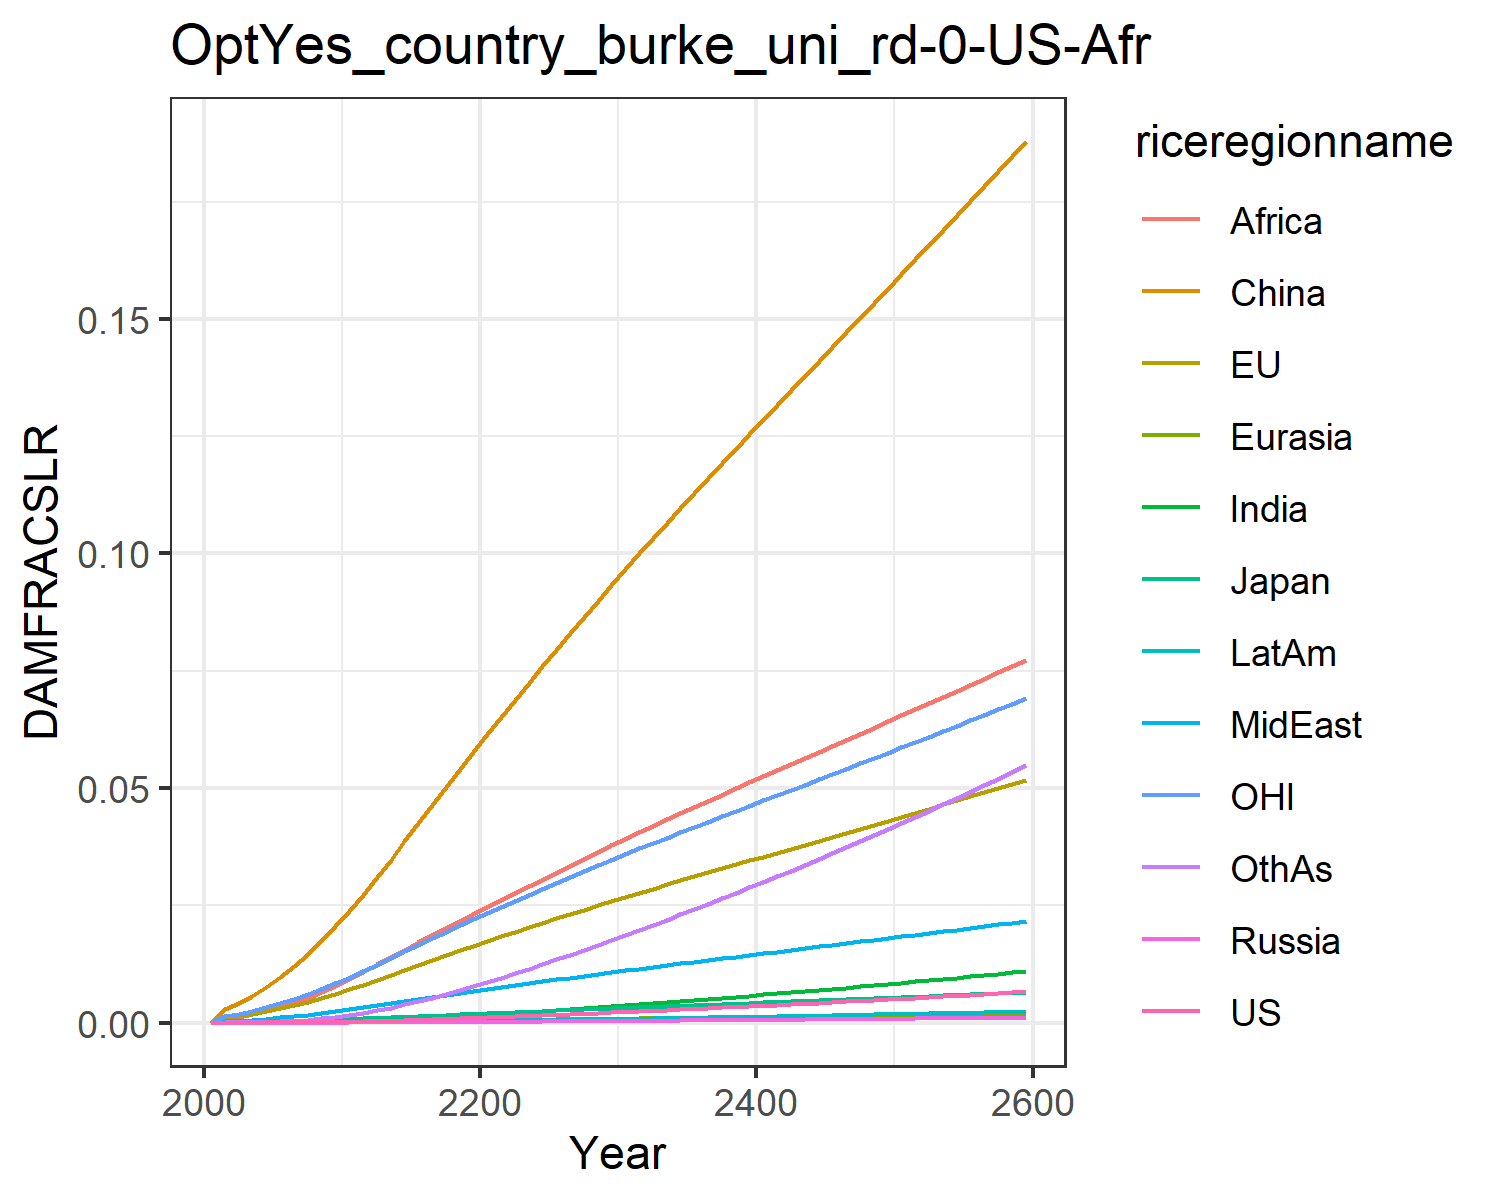 OptYes_country_burke_uni_rd-0-US-Afr
DAMFRACSLR
0.15
0.10
0.05
0.00
2000 2200 2400 2600
Year
riceregionname
Africa
China
EU
Eurasia
India
Japan
LatAm
MidEast
OHI
OthAs
Russia
US